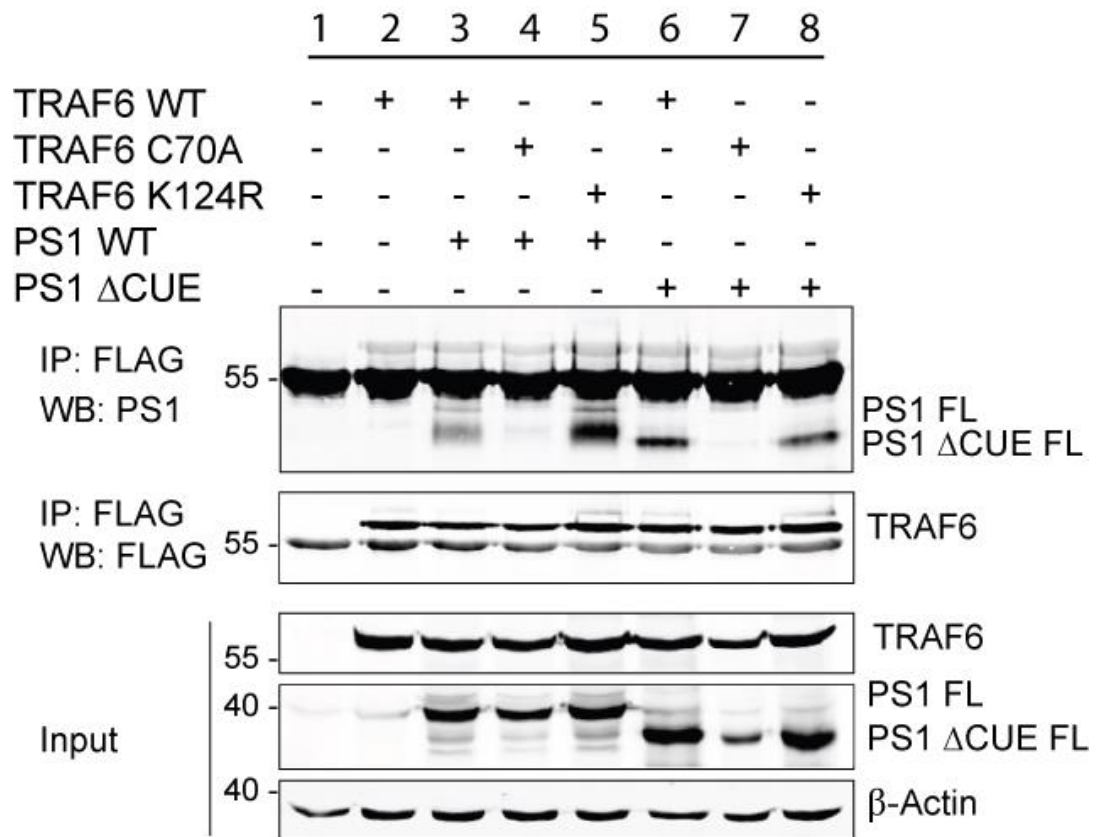 1 2 3 4 5 6 7 8
TRAF6 WT - + + - - + - -
TRAF6 C70A - - - + - - + -
TRAF6 K124R - - - - + - - +
PS1 WT - - + + + - - -
PS1 ΔCUE - - - - - + + +
IP: FLAG
55 -
WB: PS1
PS1 FL
PS1 ΔCUE FL
IP: FLAG
TRAF6
55 -
WB: FLAG
TRAF6
55 -
PS1 FL
40 -
Input
PS1 ΔCUE FL
40 -
β-Actin